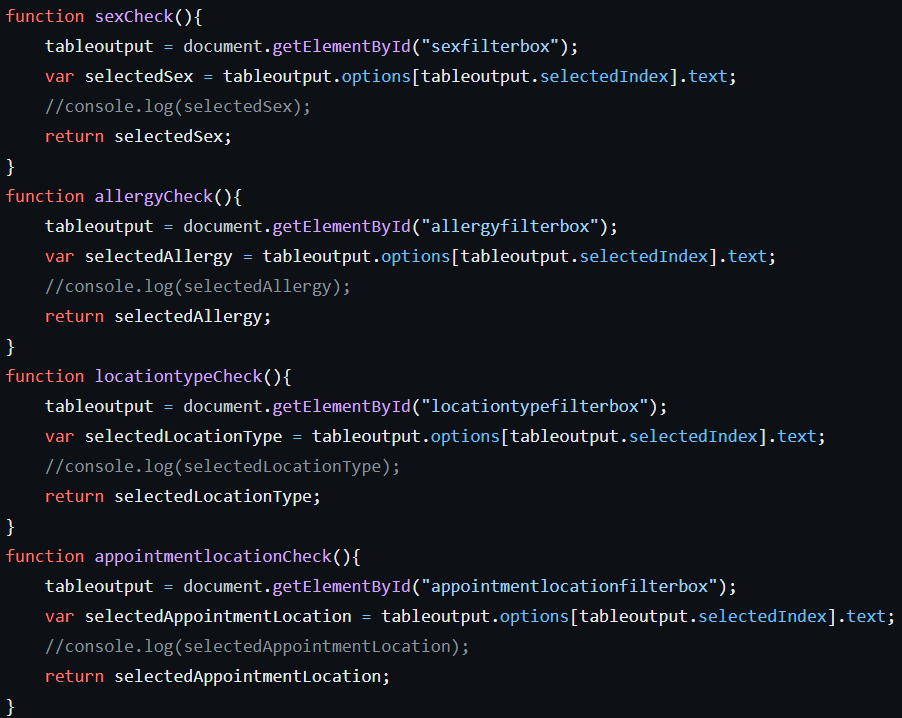 function sexCheck(){
    tableoutput = document.getElementById("sexfilterbox");
    var selectedSex = tableoutput.options[tableoutput.selectedIndex].text;
    //console.log(selectedSex);
    return selectedSex;
}
function allergyCheck(){
    tableoutput = document.getElementById("allergyfilterbox");
    var selectedAllergy = tableoutput.options[tableoutput.selectedIndex].text;
    //console.log(selectedAllergy);
    return selectedAllergy;
}
function locationtypeCheck(){
    tableoutput = document.getElementById("locationtypefilterbox");
    var selectedLocationType = tableoutput.options[tableoutput.selectedIndex].text;
    //console.log(selectedLocationType);
    return selectedLocationType;
}
function appointmentlocationCheck(){
    tableoutput = document.getElementById("appointmentlocationfilterbox");
    var selectedAppointmentLocation = tableoutput.options[tableoutput.selectedIndex].text;
    //console.log(selectedAppointmentLocation);
    return selectedAppointmentLocation;
}